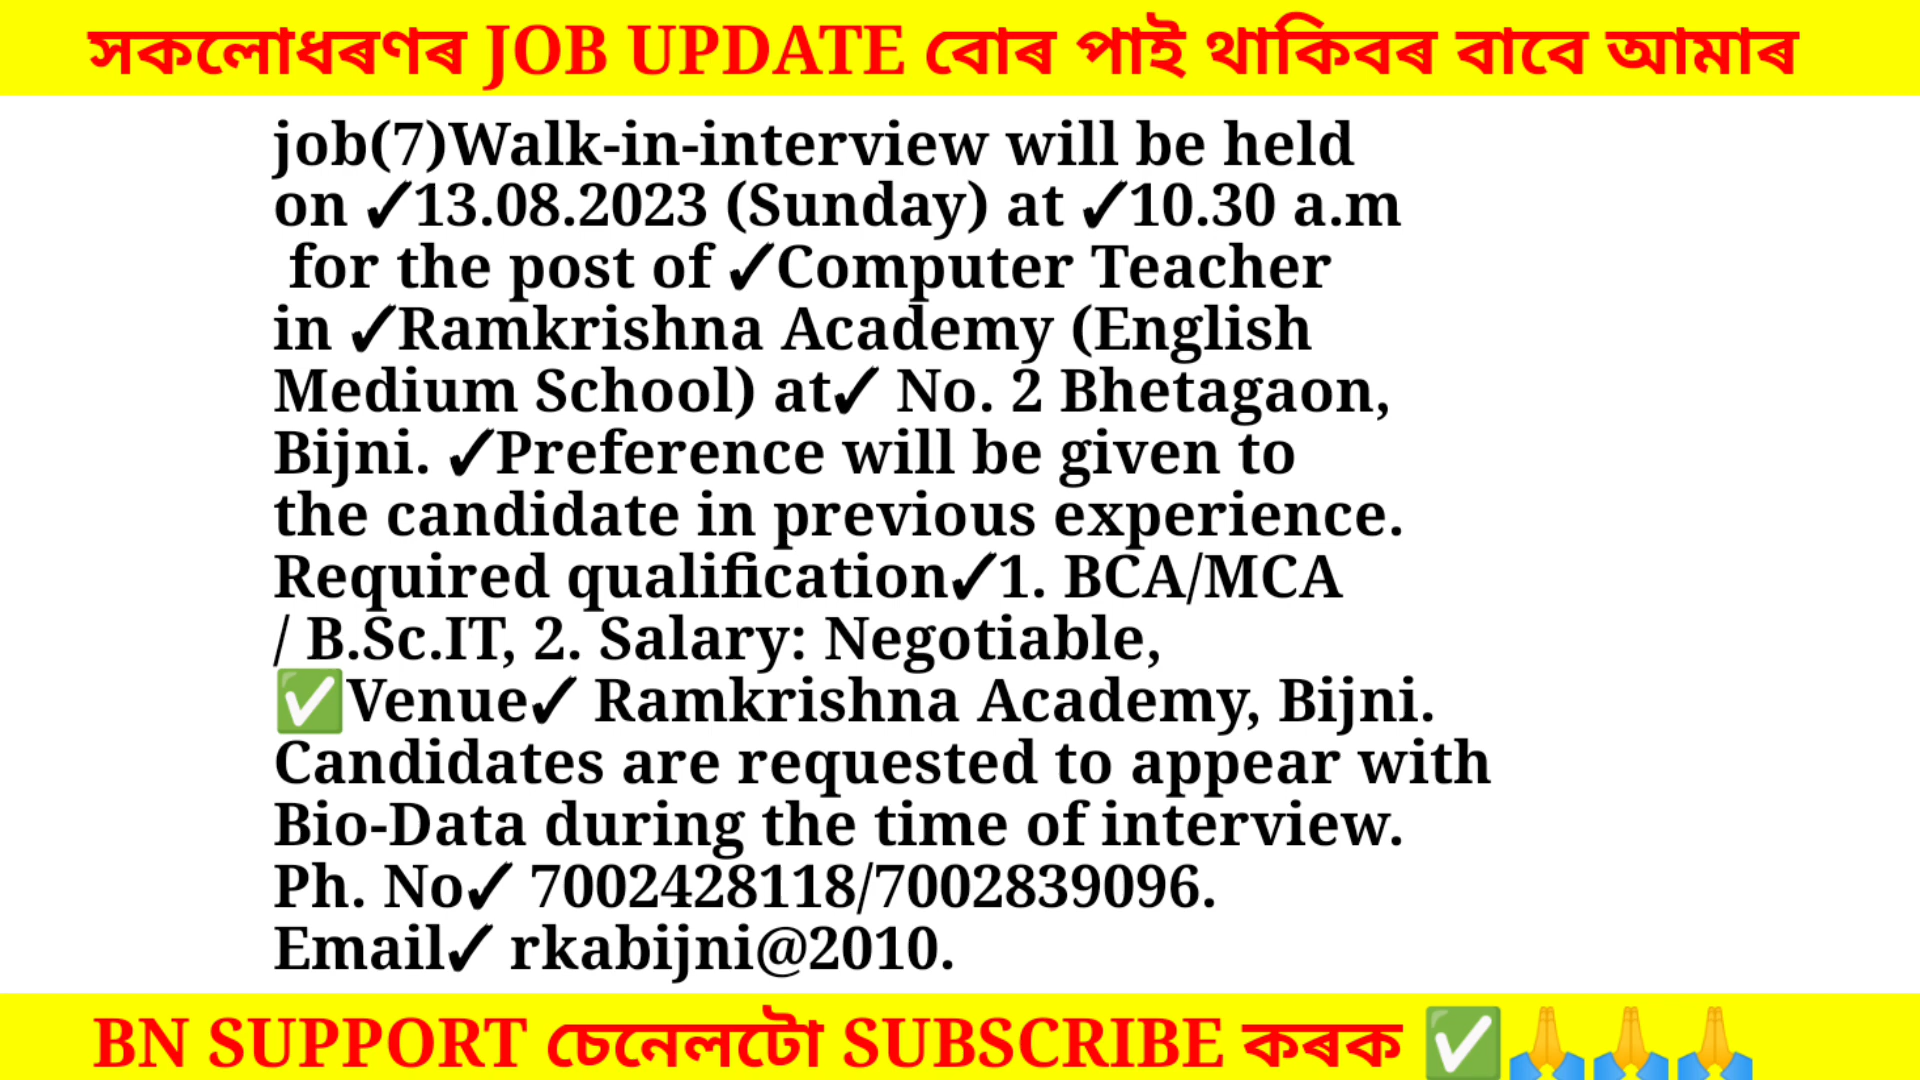 সকলোধৰণৰ JOB UPDATE বোৰ পাই থাকিবৰ বাবে আমাৰ
job(7)Walk-in-interview will be held
on ✓13.08.2023 (Sunday) at ✓10.30 a.m
for the post of ✓Computer Teacher
in ✓Ramkrishna Academy (English
Medium School) at✓ No. 2 Bhetagaon,
Bijni. ✓Preference will be given to
the candidate in previous experience.
Required qualification✓1. BCA/MCA
/ B.Sc.IT, 2. Salary: Negotiable,
✅Venue✓ Ramkrishna Academy, Bijni.
Candidates are requested to appear with
Bio-Data during the time of interview.
Ph. No✓ 7002428118/7002839096.
Email✓ rkabijni@2010.
BN SUPPORT চেনেলটো SUBSCRIBE কৰক ✅🙏🙏🙏